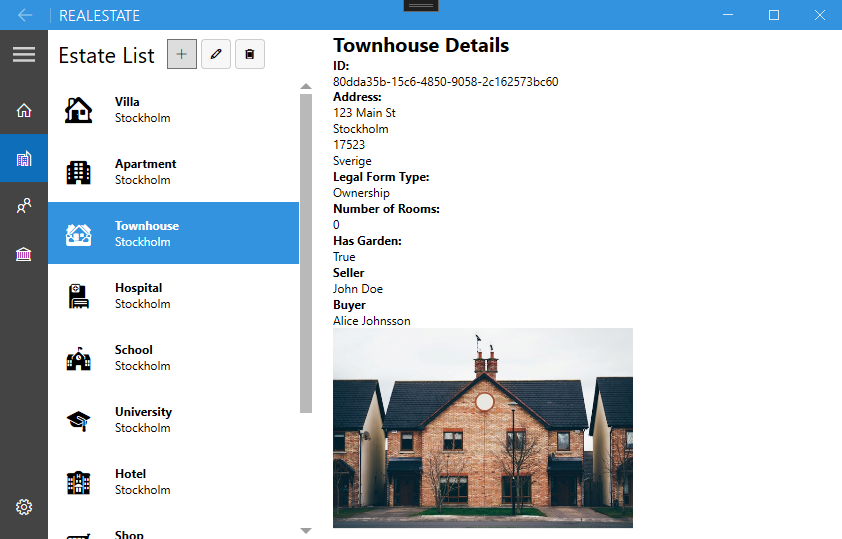 REALESTATE
Estate List
Villa
Stockholm
Apartment
Stockholm
Townhouse
Stockholm
Hospital
Stockholm
School
Stockholm
University
Stockholm
Hotel
Stockholm
Shop
Townhouse Details
ID:
80dda35b-15c6-4850-9058-2c162573bc60
Address:
123 Main St
Stockholm
17523
Sverige
Legal Form Type:
Ownership
Number of Rooms:
0
Has Garden:
True
Seller
John Doe
Buyer
Alice Johnsson